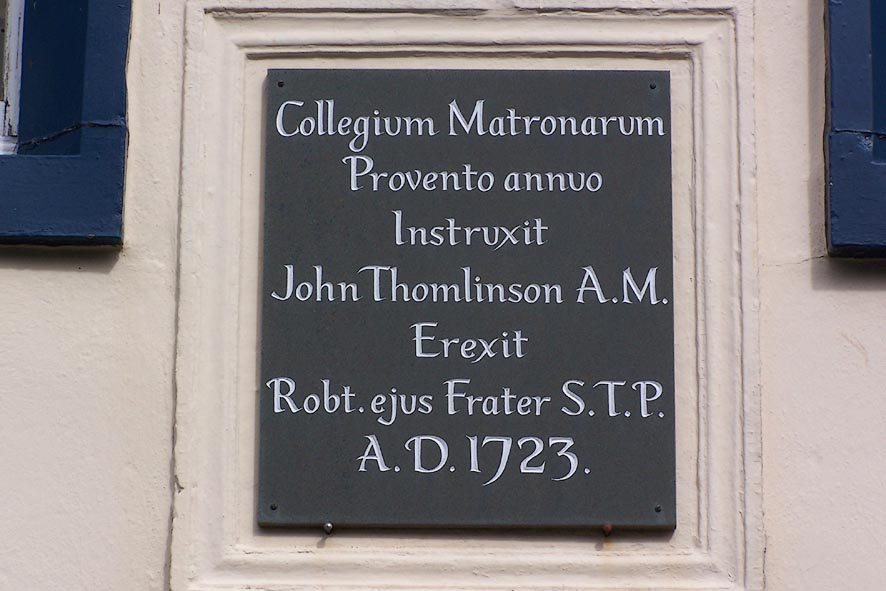 Collegium Matronarum
Provento annuo
Instruxit
John Thomlinson A.M.
Erexit
Robt. ejus Frater S.T.P.
A.D. 1723.